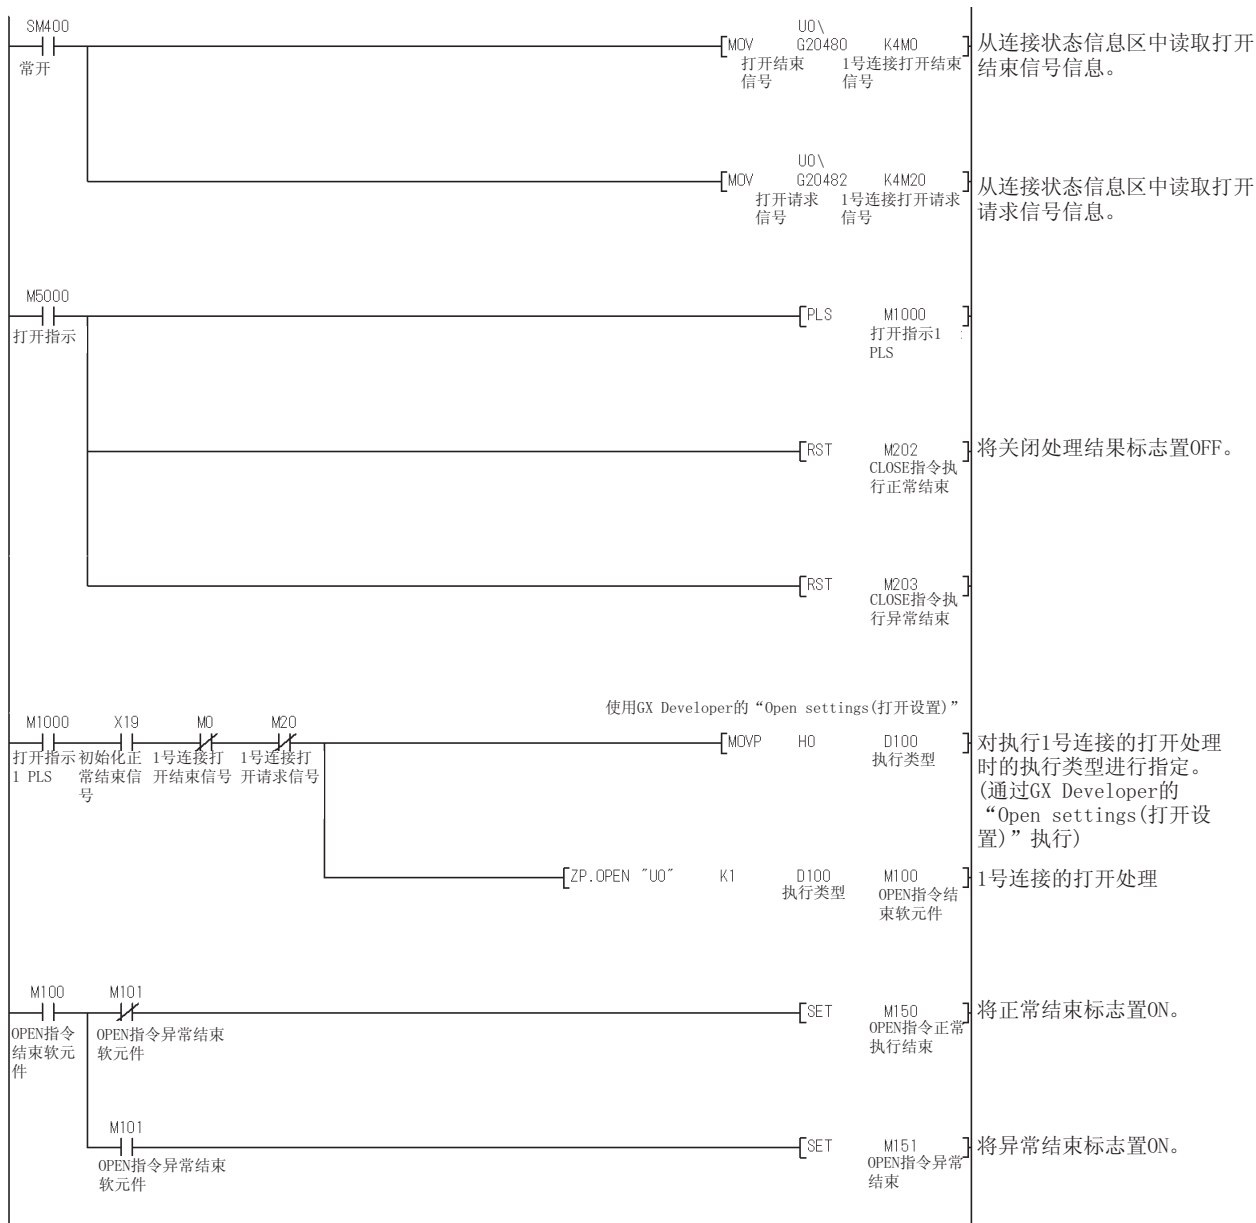 SM400
常开
U0\
MOV G20480 K4M0
打开结束
信号
1号连接打开结束
信号
从连接状态信息区中读取打开
结束信号信息。
U0\
MOV G20482 K4M20
打开请求
信号
1号连接打开请求
信号
从连接状态信息区中读取打开
请求信号信息。
M5000
打开指示
PLS M1000
打开指示1
PLS
RST M202
CLOSE指令执
行正常结束
将关闭处理结果标志置OFF。
RST M203
CLOSE指令执
行异常结束
使用GX Developer的“Open settings(打开设置)”
M1000 X19 M0 M20
打开指示
1 PLS
初始化正
常结束信
号
1号连接打
开结束信号
1号连接打
开请求信号
MOVP H0 D100
执行类型
对执行1号连接的打开处理
时的执行类型进行指定。
(通过GX Developer的
“Open settings(打开设
置)”执行)
ZP.OPEN "U0" K1 D100 M100
执行类型
OPEN指令结
束软元件
1号连接的打开处理
M100 M101
OPEN指令
结束软元
件
OPEN指令异常结束
软元件
SET M150
OPEN指令正常
执行结束
将正常结束标志置ON。
M101
OPEN指令异常结束
软元件
SET M151
OPEN指令异常
结束
将异常结束标志置ON。